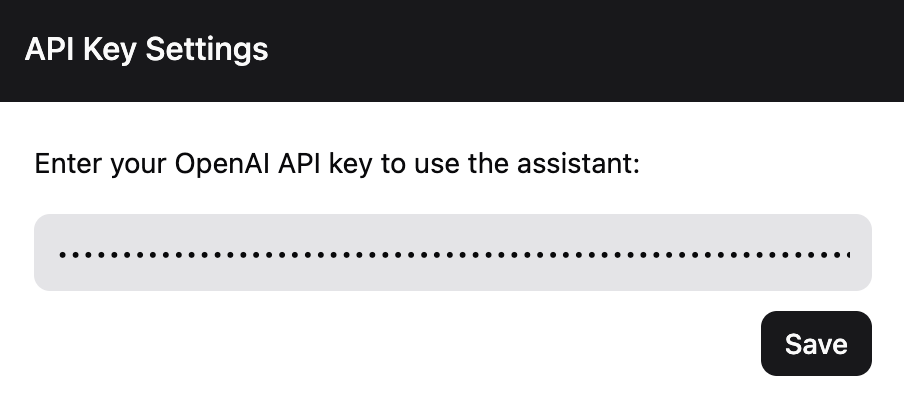 API Key Settings
Enter your OpenAI API key to use the assistant:
Save